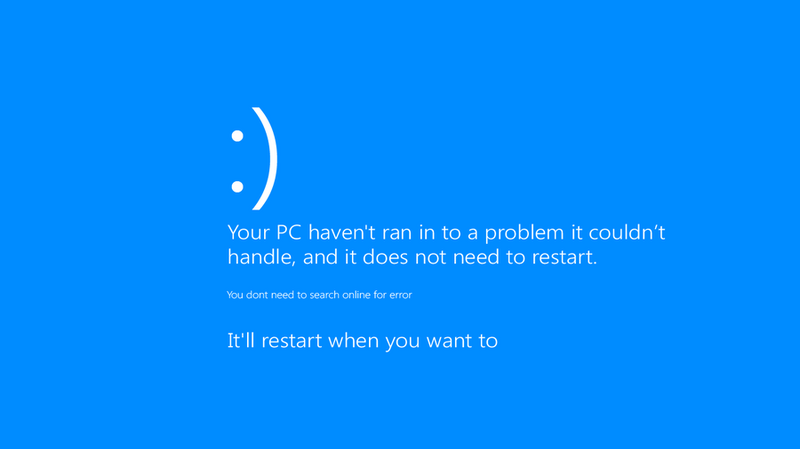 :)
Your PC haven't ran in to a problem it couldn’t
handle, and it does not need to restart.
You dont need to search online for error
It'll restart when you want to